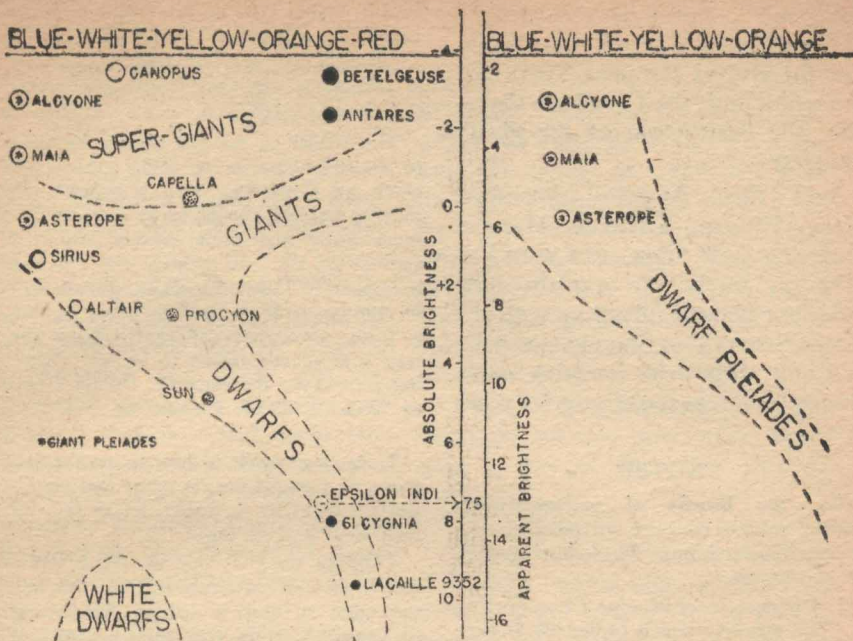 BLUE-WHITE-YELLOW-ORANGE-RED
-4
CANOPUS
BETELGEUSE
ALCYONE
ANTARES
-2
SUPER-GIANTS
MAIA
CAPELLA
0
GIANTS
ASTEROPE
SIRIUS
+2
ALTAIR
PROCYON
4
SUN
DWARFS
GIANT PLEIADES
6
EPSILON INDI
7.5
61 CYGNIA
8
LACAILLE 9352
10
WHITE
DWARFS
ABSOLUTE BRIGHTNESS
BLUE-WHITE-YELLOW-ORANGE
2
ALCYONE
4
MAIA
ASTEROPE
6
8
DWARF PLEIADES
10
12
14
16
APPARENT BRIGHTNESS